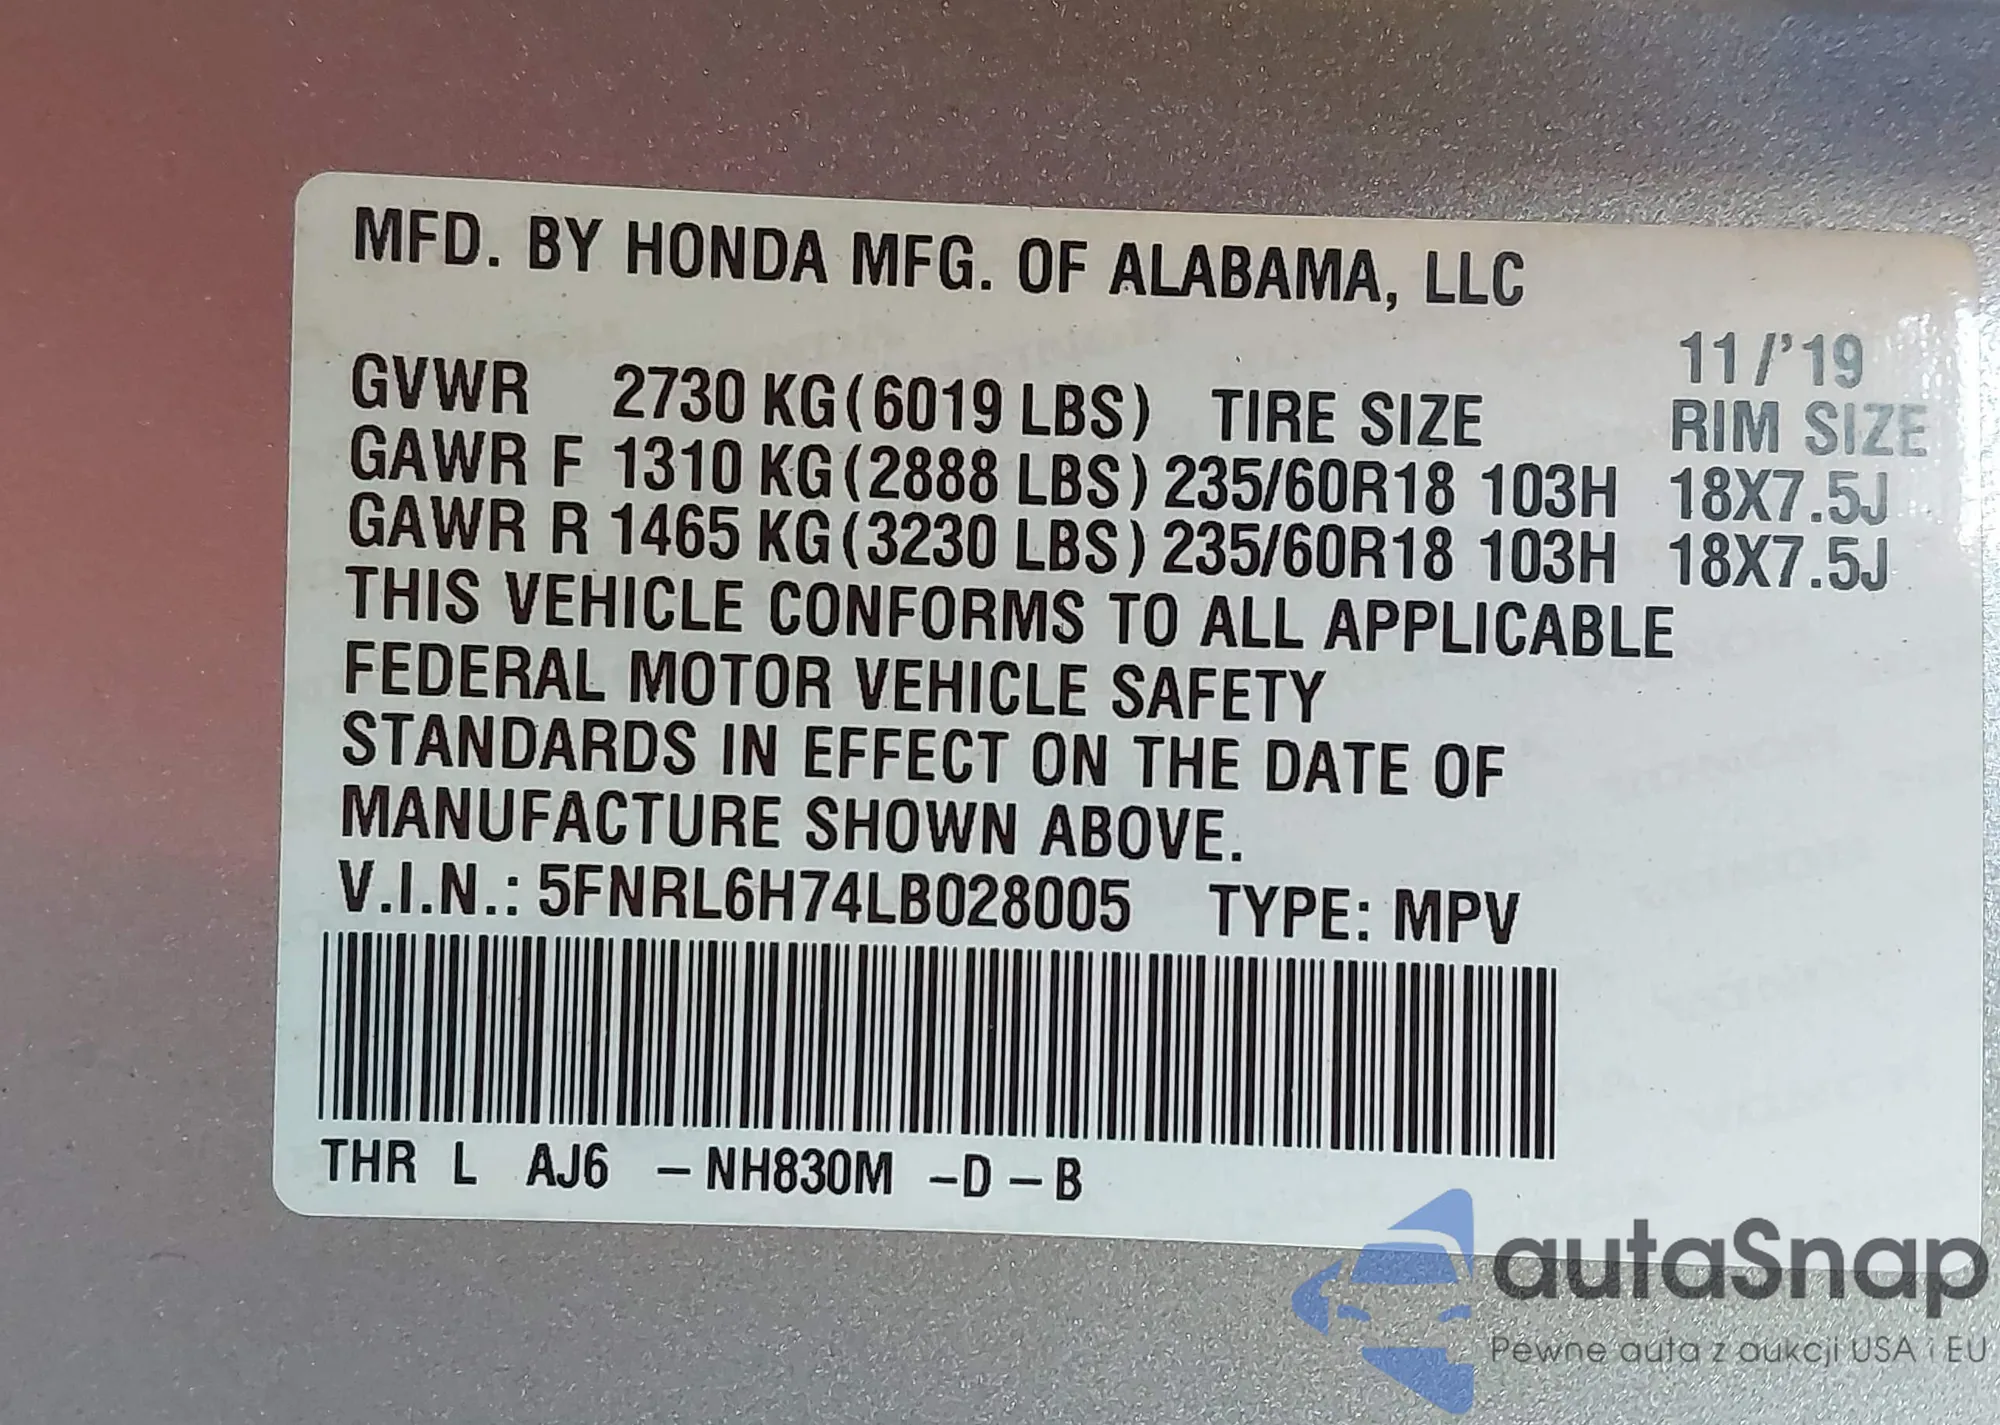 MFD. BY HONDA MFG. OF ALABAMA, LLC
11/'19
GVWR 2730 KG (6019 LBS) TIRE SIZE RIM SIZE
GAWR F 1310 KG (2888 LBS) 235/60R18 103H 18X7.5J
GAWR R 1465 KG (3230 LBS) 235/60R18 103H 18X7.5J
THIS VEHICLE CONFORMS TO ALL APPLICABLE
FEDERAL MOTOR VEHICLE SAFETY
STANDARDS IN EFFECT ON THE DATE OF
MANUFACTURE SHOWN ABOVE.
V.I.N.: 5FNRL6H74LB028005 TYPE: MPV
THR L AJ6 – NH830M –D – B
autaSnap
Pewne auta z aukcji USA i EU